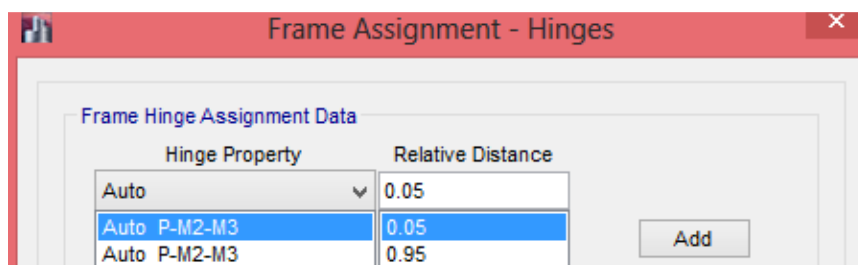 Frame Assignment - Hinges
Frame Hinge Assignment Data
Hinge Property Relative Distance
Auto 0.05
Auto P-M2-M3 0.05 Add
Auto P-M2-M3 0.95